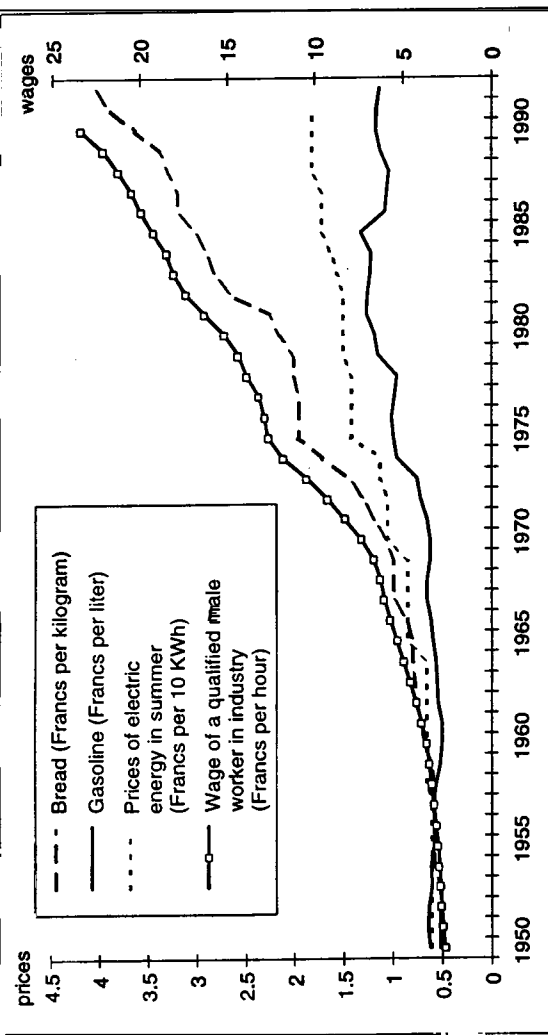 prices
wages
4.5
4
3.5
3
2.5
2
1.5
1
0.5
0
25
20
15
10
5
0
Bread (Francs per kilogram)
Gasoline (Francs per liter)
Prices of electric
energy in summer
(Francs per 10 KWh)
Wage of a qualified male
worker in industry
(Francs per hour)
1950
1955
1960
1965
1970
1975
1980
1985
1990